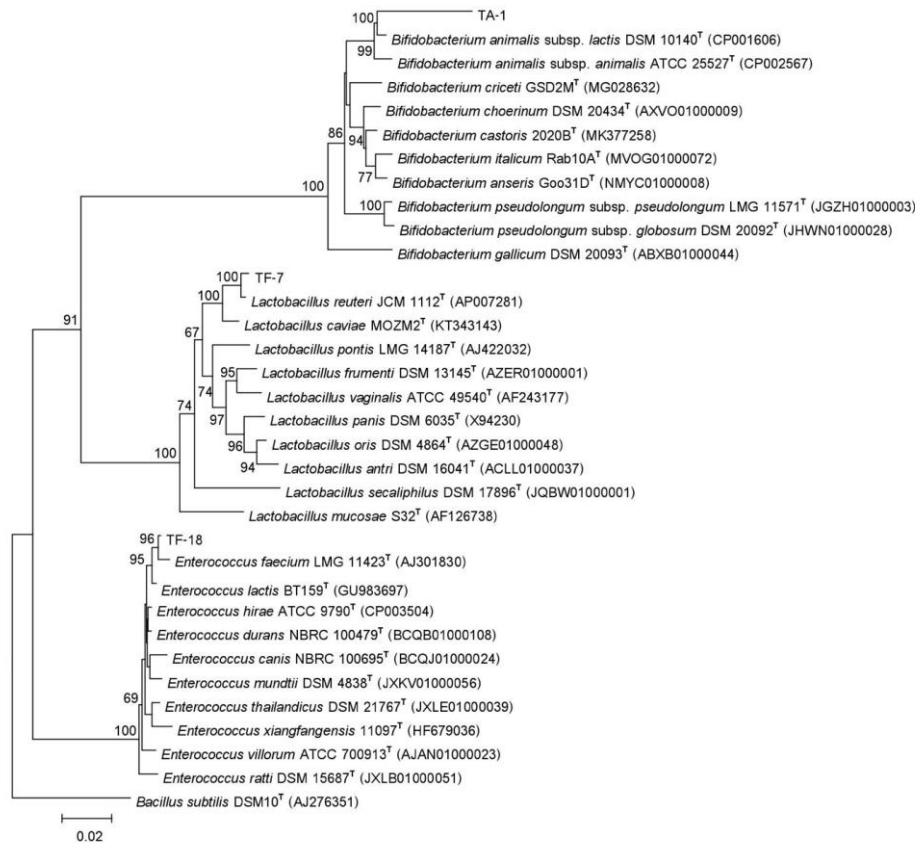 100
TA-1
Bifidobacterium animalis subsp. lactis DSM 10140T (CP001606)
99
Bifidobacterium animalis subsp. animalis ATCC 25527T (CP002567)
Bifidobacterium criceti GSD2MT (MG028632)
Bifidobacterium choerinum DSM 20434T (AXVO01000009)
86
Bifidobacterium castoris 2020BT (MK377258)
94
Bifidobacterium italicum Rab10AT (MVOG01000072)
77
Bifidobacterium anseris Goo31DT (NMYC01000008)
100
Bifidobacterium pseudolongum subsp. pseudolongum LMG 11571T (JGZH01000003)
100
Bifidobacterium pseudolongum subsp. globosum DSM 20092T (JHWN01000028)
Bifidobacterium gallicum DSM 20093T (ABXB01000044)
100
TF-7
100
Lactobacillus reuteri JCM 1112T (AP007281)
91
Lactobacillus caviae MOZM2T (KT343143)
67
Lactobacillus pontis LMG 14187T (AJ422032)
95
Lactobacillus frumenti DSM 13145T (AZER01000001)
74
Lactobacillus vaginalis ATCC 49540T (AF243177)
74
97
Lactobacillus panis DSM 6035T (X94230)
96
Lactobacillus oris DSM 4864T (AZGE01000048)
100
94
Lactobacillus antri DSM 16041T (ACLL01000037)
Lactobacillus secaliphilus DSM 17896T (JQBW01000001)
Lactobacillus mucosae S32T (AF126738)
96
TF-18
95
Enterococcus faecium LMG 11423T (AJ301830)
Enterococcus lactis BT159T (GU983697)
Enterococcus hirae ATCC 9790T (CP003504)
Enterococcus durans NBRC 100479T (BCQB01000108)
Enterococcus canis NBRC 100695T (BCQJ01000024)
Enterococcus mundtii DSM 4838T (JXKV01000056)
69
Enterococcus thailandicus DSM 21767T (JXLE01000039)
Enterococcus xiangfangensis 11097T (HF679036)
100
Enterococcus villorum ATCC 700913T (AJAN01000023)
Enterococcus ratti DSM 15687T (JXLB01000051)
Bacillus subtilis DSM10T (AJ276351)
0.02